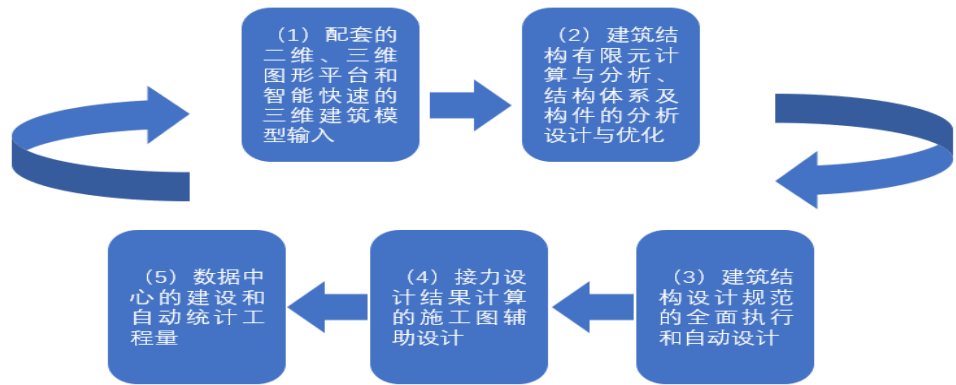 （1）配套的
二维、三维
图形平台和
智能快速的
三维建筑模
型输入
（2）建筑结
构有限元计
算与分析、
结构体系及
构件的分析
设计与优化
（3）建筑结
构设计规范
的全面执行
和自动设计
（4）接力设
计结果计算
的施工图辅
助设计
（5）数据中
心的建设和
自动统计工
程量